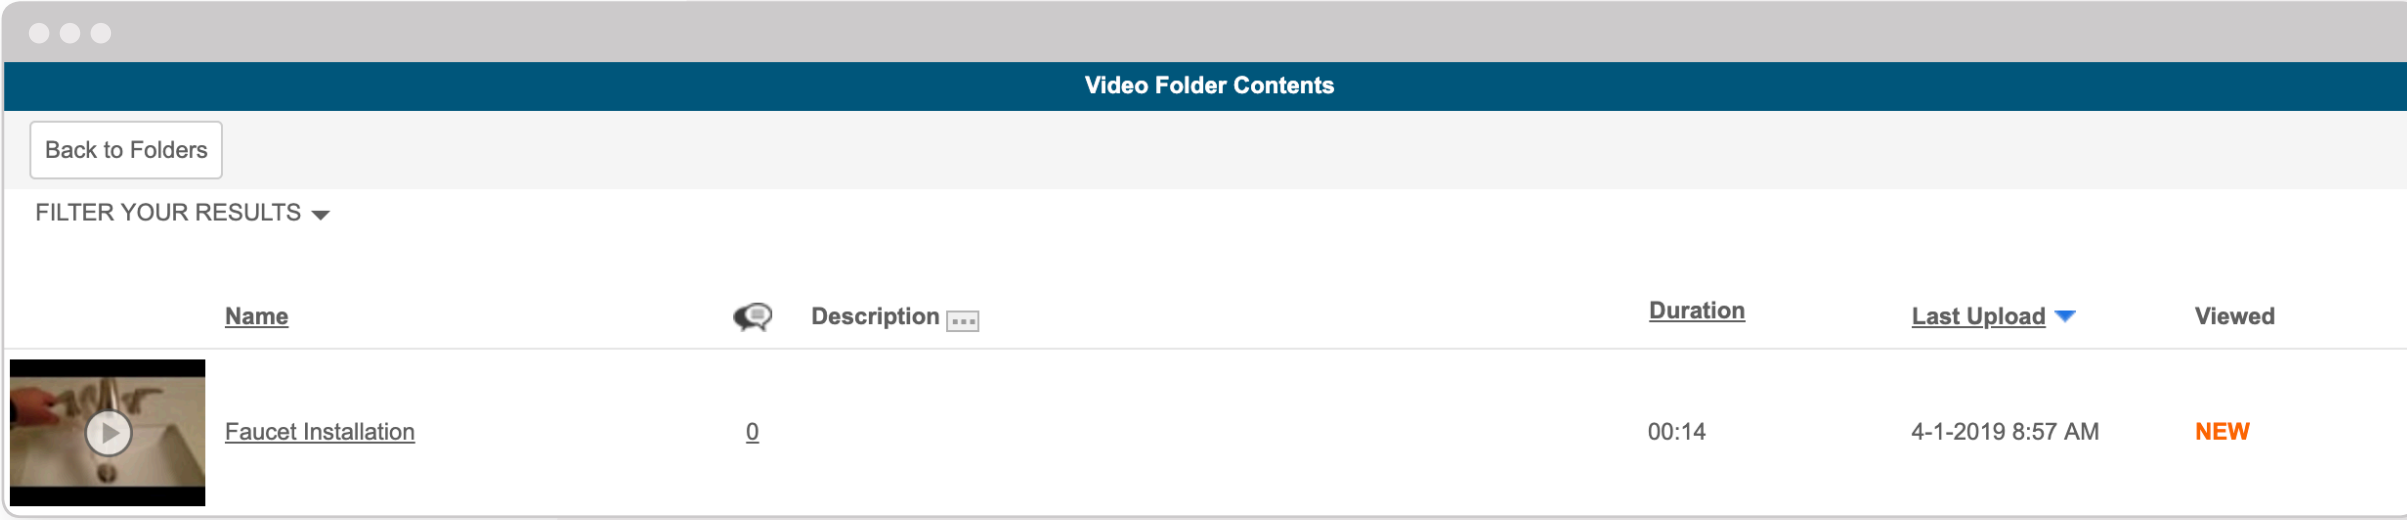 Video Folder Contents
Back to Folders
FILTER YOUR RESULTS
Name Description Duration Last Upload Viewed
Faucet Installation 0 00:14 4-1-2019 8:57 AM NEW